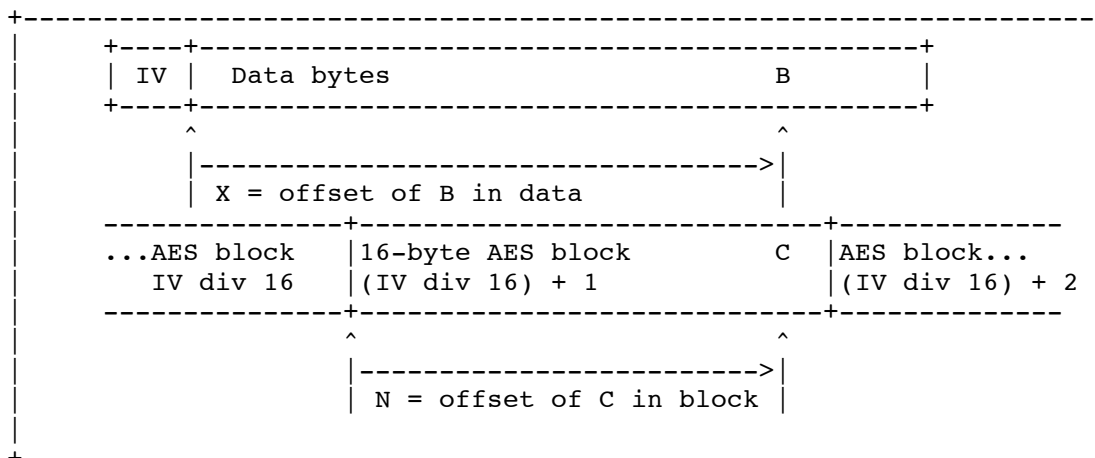 IV | Data bytes B
X = offset of B in data
...AES block |16-byte AES block C |AES block...
IV div 16 |(IV div 16) + 1 |(IV div 16) + 2
N = offset of C in block